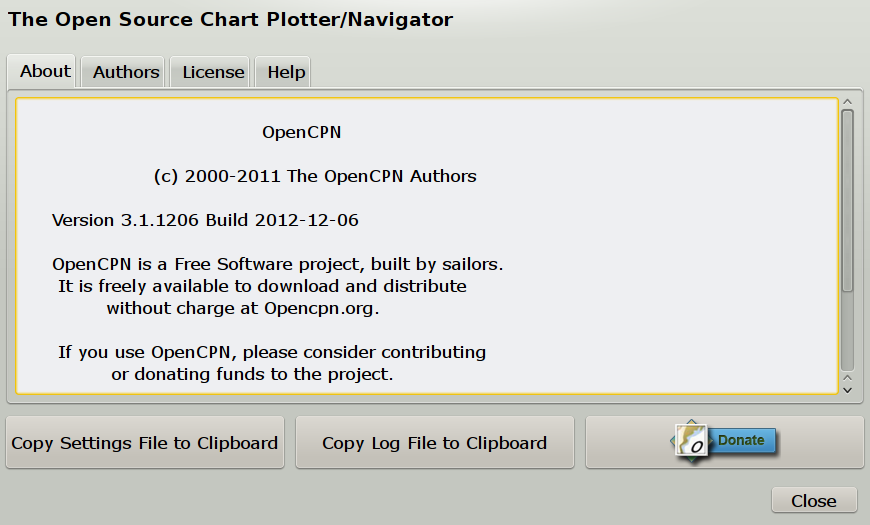 The Open Source Chart Plotter/Navigator
About Authors License Help
OpenCPN
(c) 2000-2011 The OpenCPN Authors
Version 3.1.1206 Build 2012-12-06
OpenCPN is a Free Software project, built by sailors.
It is freely available to download and distribute
without charge at Opencpn.org.
If you use OpenCPN, please consider contributing
or donating funds to the project.
Copy Settings File to Clipboard Copy Log File to Clipboard Donate
Close